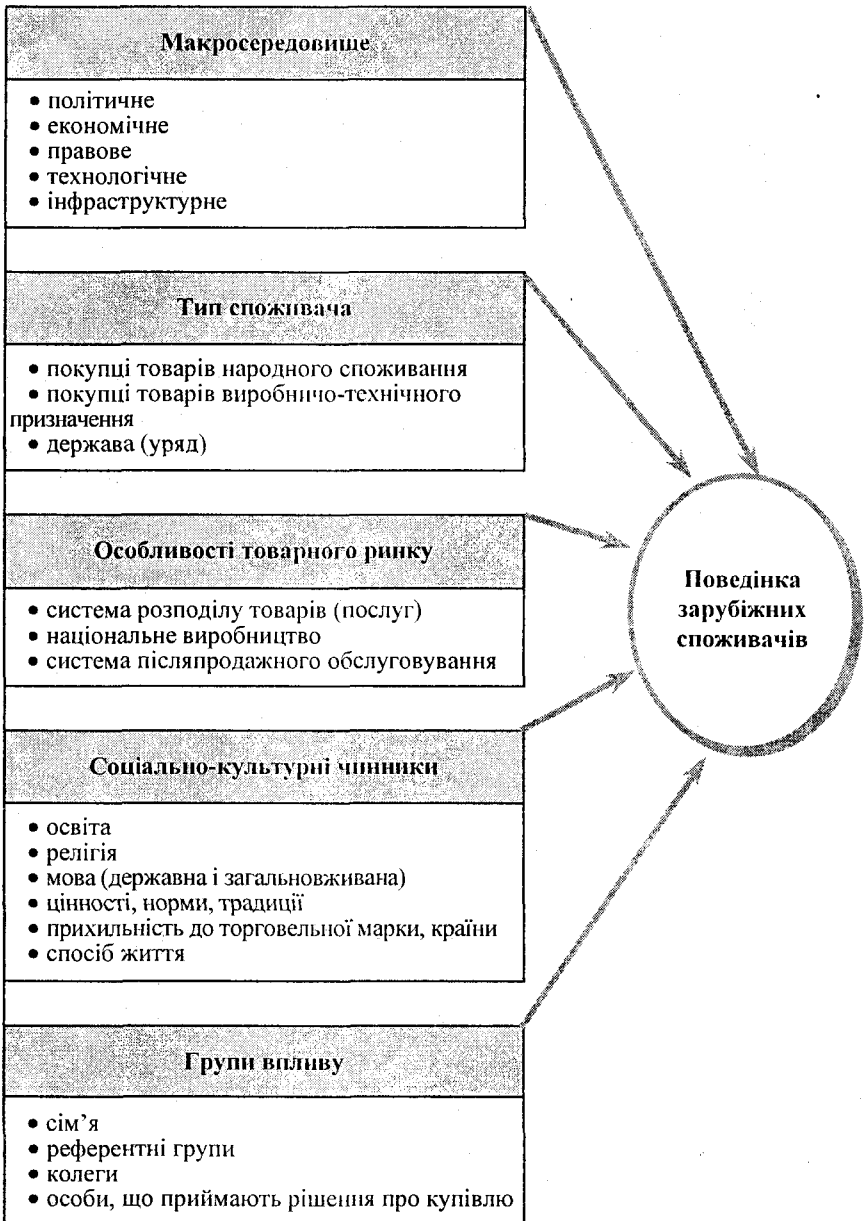 Макросередовише
• політичне
• економічне
• правове
• технологічне
• інфраструктурне
Тип споживача
• покупці товарів народного споживання
• покупці товарів виробничо-технічного
призначення
• держава (уряд)
Особливості товарного ринку
• система розподілу товарів (послуг)
• національне виробництво
• система післяпродажного обслуговування
Соціально-культурні чинники
• освіта
• релігія
• мова (державна і загальновживана)
• цінності, норми, традиції
• прихильність до торговельної марки, країни
• спосіб життя
Групи впливу
• сім’я
• референтні групи
• колеги
• особи, що приймають рішення про купівлю
Поведінка
зарубіжних
споживачів